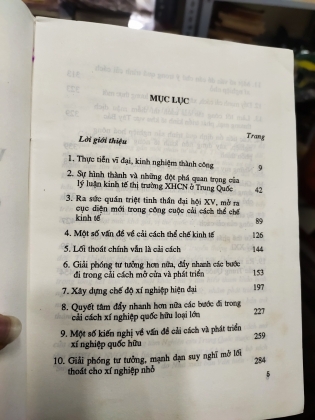 MỤC LỤC
Trang
Lời giới thiệu
1. Thực tiễn vĩ đại, kinh nghiệm thành công 9
2. Sự hình thành và những đột phá quan trọng của
lý luận kinh tế thị trường XHCN ở Trung Quốc 42
3. Ra sức quán triệt tinh thần đại hội XV, mở ra
cục diện mới trong công cuộc cải cách thể chế
kinh tế 89
4. Một số vấn đề về cải cách thể chế kinh tế 126
5. Lối thoát chính vẫn là cải cách 144
6. Giải phóng tư tưởng hơn nữa, đẩy nhanh các bước
đi trong cải cách mở cửa và phát triển 153
7. Xây dựng chế độ xí nghiệp hiện đại 197
8. Quyết tâm đẩy nhanh hơn nữa các bước đi trong
cải cách xí nghiệp quốc hữu loại lớn 227
9. Một số kiến nghị về vấn đề cải cách và phát triển
xí nghiệp quốc hữu 259
10. Giải phóng tư tưởng, mạnh dạn suy nghĩ mở lối
thoát cho xí nghiệp nhỏ 284
5